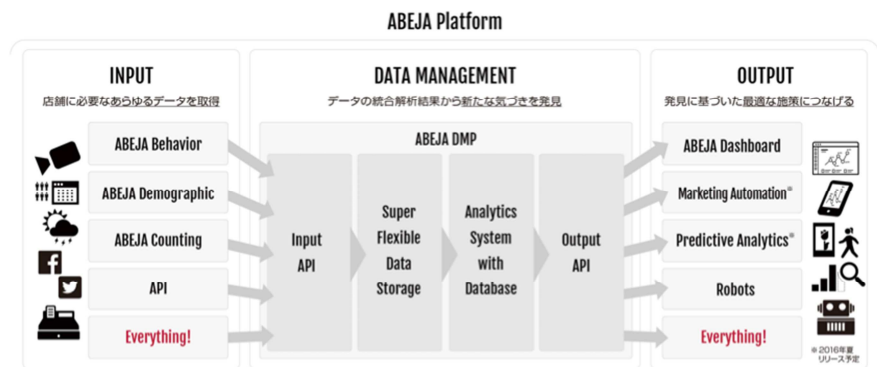 ABEJA Platform
INPUT
店舗に必要なあらゆるデータを取得
ABEJA Behavior
ABEJA Demographic
ABEJA Counting
API
Everything!
DATA MANAGEMENT
データの統合解析結果から新たな気づきを発見
ABEJA DMP
Input
API
Super
Flexible
Data
Storage
Analytics
System
with
Database
Output
API
OUTPUT
発見に基づいた最適な施策につなげる
ABEJA Dashboard
Marketing Automation※
Predictive Analytics※
Robots
Everything!
※2016年夏
リリース予定